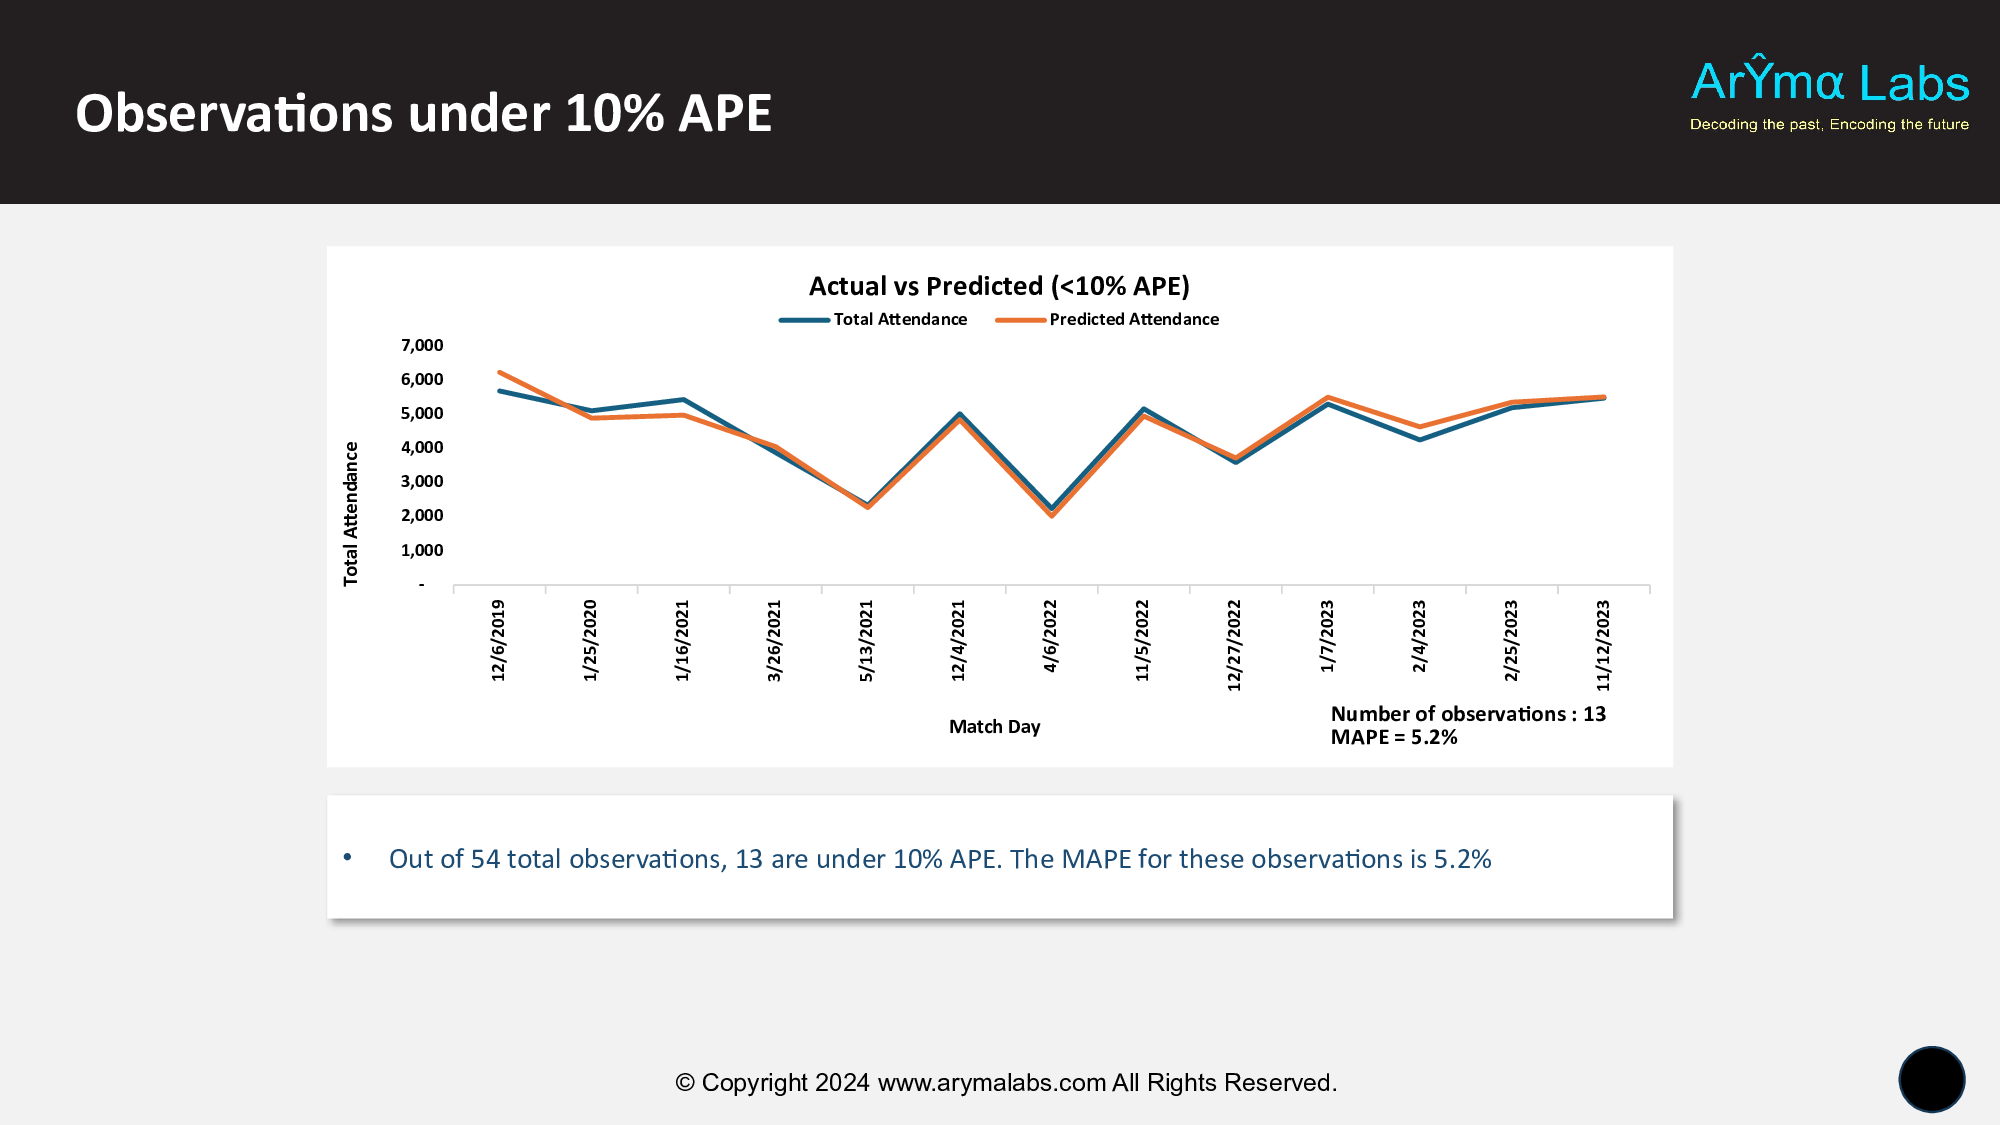 Observations under 10% APE
ArŶmα Labs
Decoding the past, Encoding the future
Actual vs Predicted (<10% APE)
Total Attendance
Predicted Attendance
7,000
6,000
5,000
4,000
3,000
2,000
1,000
-
Total Attendance
12/6/2019
1/25/2020
1/16/2021
3/26/2021
5/13/2021
12/4/2021
4/6/2022
11/5/2022
12/27/2022
1/7/2023
2/4/2023
2/25/2023
11/12/2023
Match Day
Number of observations : 13
MAPE = 5.2%
• Out of 54 total observations, 13 are under 10% APE. The MAPE for these observations is 5.2%
© Copyright 2024 www.arymalabs.com All Rights Reserved.